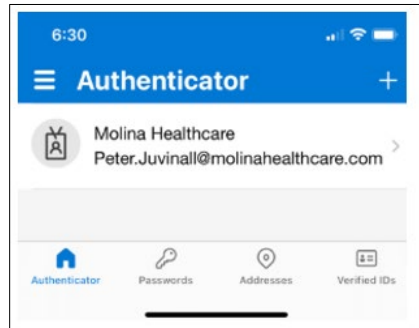 6:30
Authenticator
Molina Healthcare
Peter.Juvinall@molinahealthcare.com
Authenticator Passwords Addresses Verified IDs